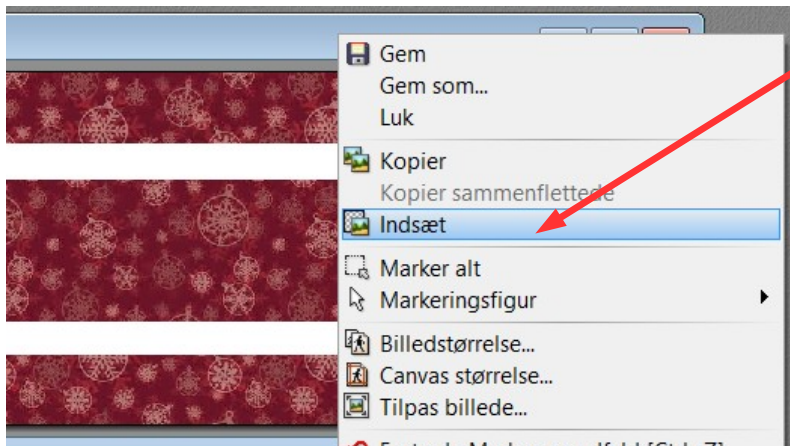 Gem
Gem som...
Luk
Kopier
Kopier sammenflettede
Indsæt
Marker alt
Markeringsfigur
Billedstørrelse...
Canvas størrelse...
Tilpas billede...